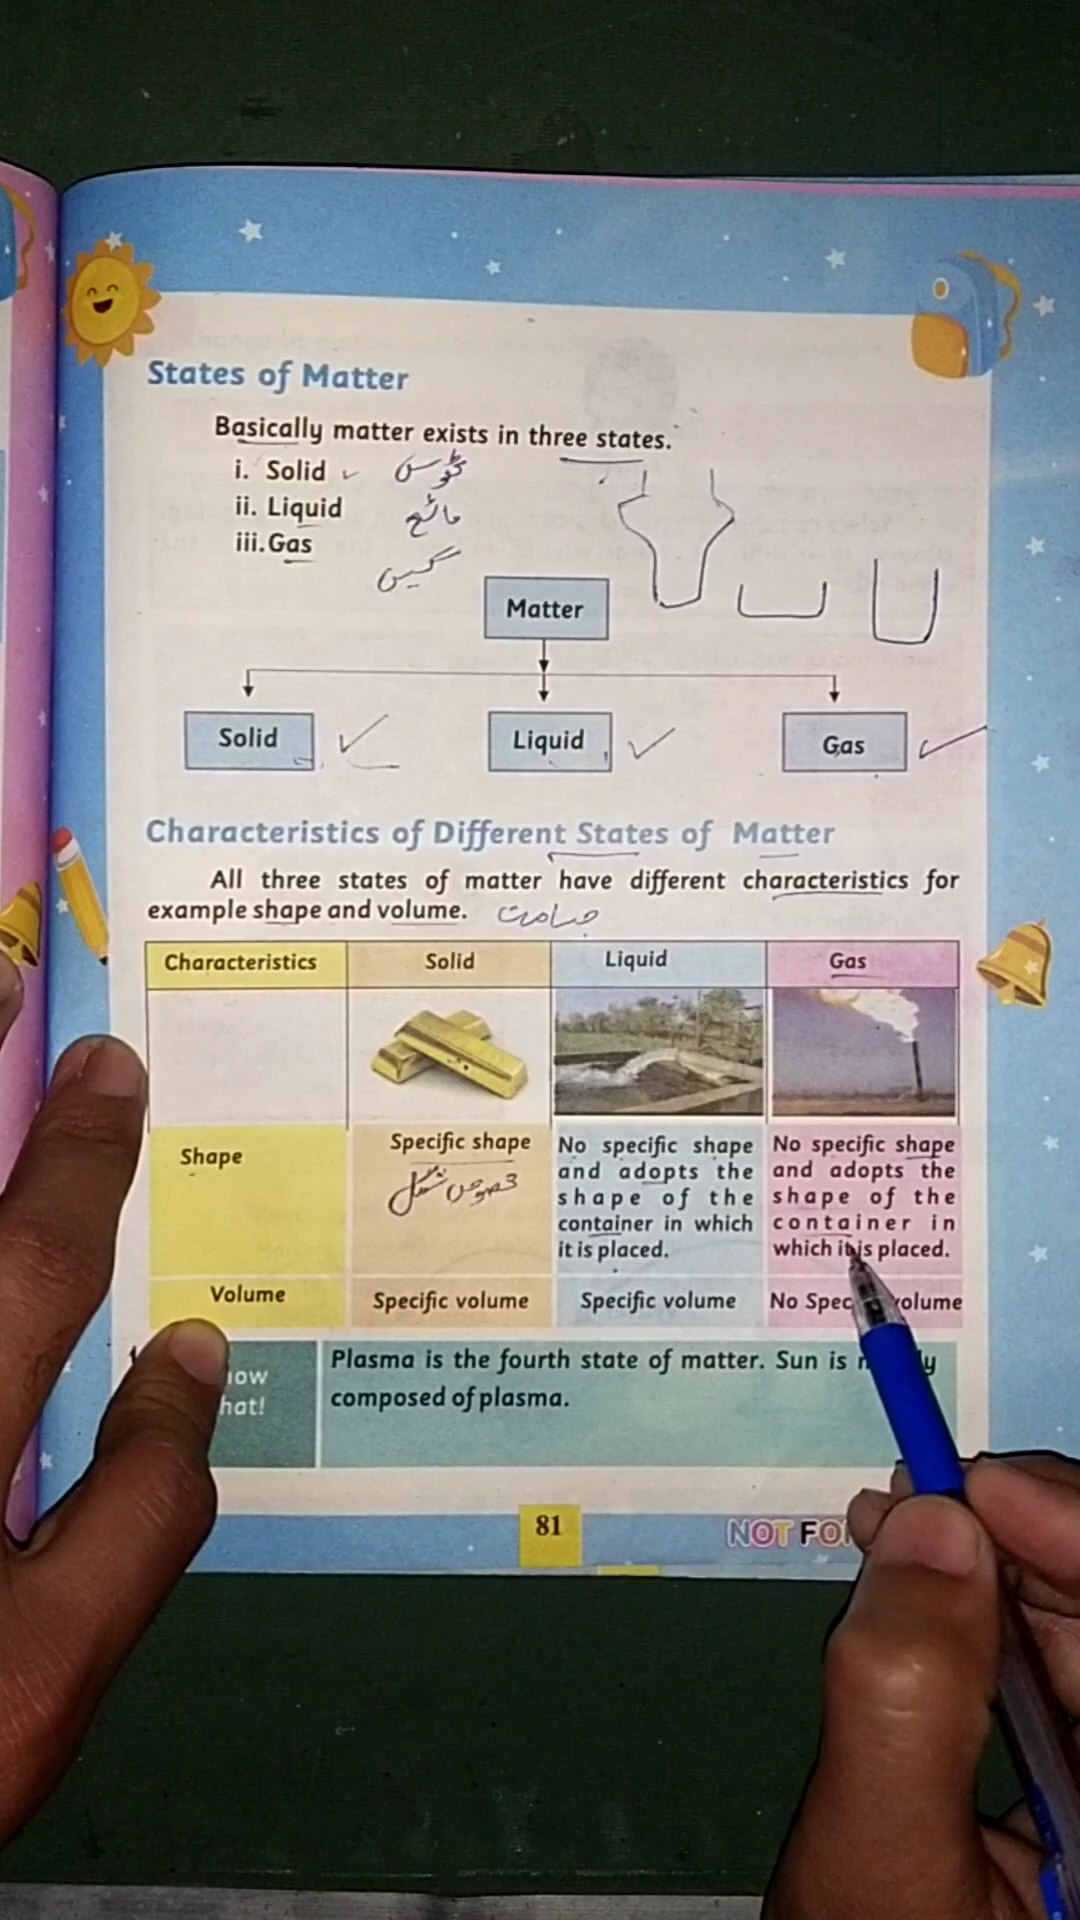 States of Matter
Basically matter exists in three states.
i. Solid ٹھوس
ii. Liquid مائع
iii. Gas گیس
Matter
Solid Liquid Gas
Characteristics of Different States of Matter
All three states of matter have different characteristics for
example shape and volume. جسامت
Characteristics Solid Liquid Gas
Shape
Specific shape
مخصوص شکل
No specific shape
and adopts the
shape of the
container in which
it is placed.
No specific shape
and adopts the
shape of the
container in
which it is placed.
Volume Specific volume Specific volume No
Plasma is the fourth state of matter. Sun is
composed of plasma.
81
NOT